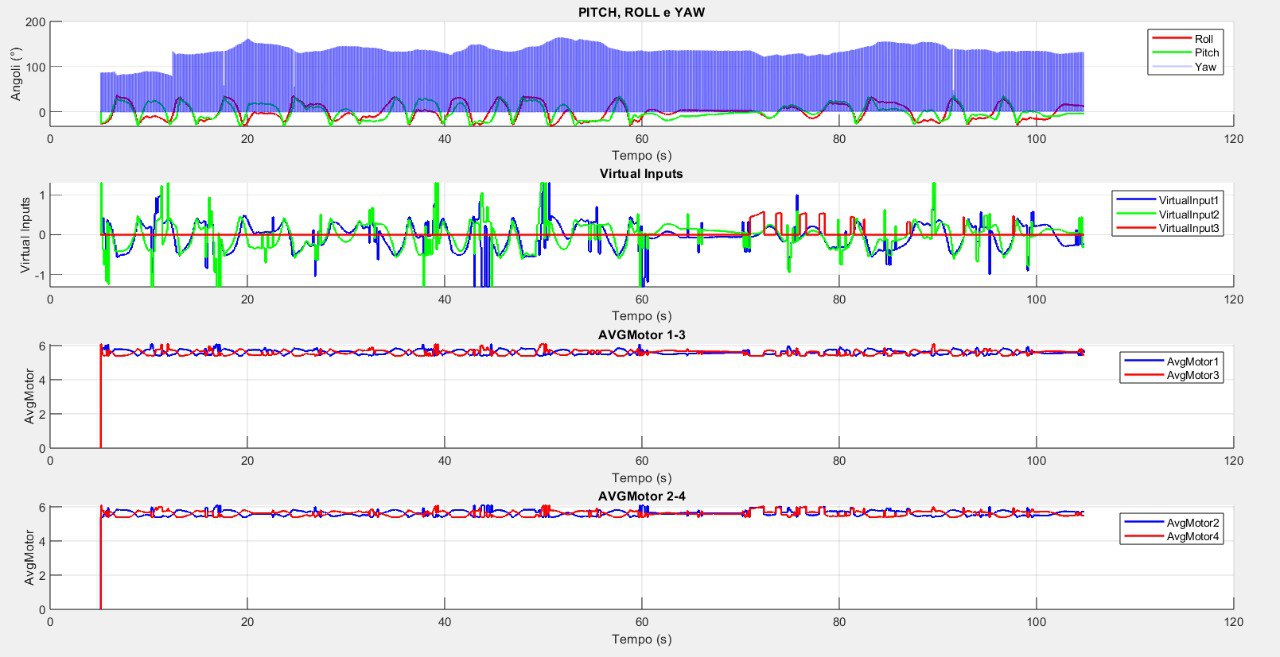 PITCH, ROLL e YAW
Angoli (°)
200
100
0
0 20 40 60 80 100 120
Tempo (s)
Roll
Pitch
Yaw
Virtual Inputs
Virtual Inputs
1
0
-1
0 20 40 60 80 100 120
Tempo (s)
VirtualInput1
VirtualInput2
VirtualInput3
AVGMotor 1-3
AvgMotor
6
4
2
0
0 20 40 60 80 100 120
Tempo (s)
AvgMotor1
AvgMotor3
AVGMotor 2-4
AvgMotor
6
4
2
0
0 20 40 60 80 100 120
Tempo (s)
AvgMotor2
AvgMotor4